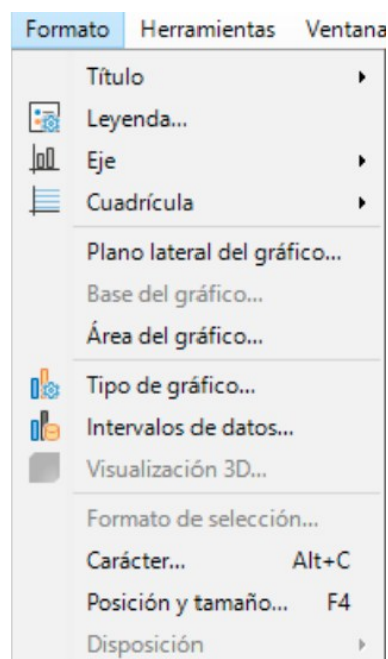 Formato Herramientas Ventana
Título
Leyenda...
Eje
Cuadrícula
Plano lateral del gráfico...
Base del gráfico...
Área del gráfico...
Tipo de gráfico...
Intervalos de datos...
Visualización 3D...
Formato de selección...
Carácter... Alt+C
Posición y tamaño... F4
Disposición